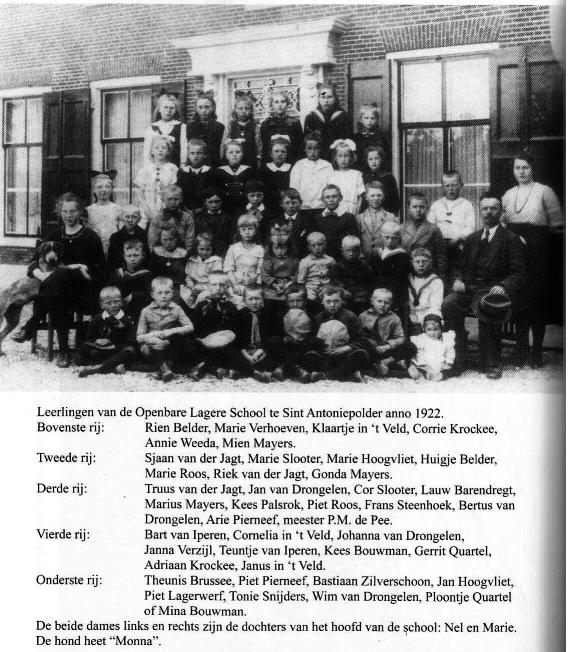 Leerlingen van de Openbare Lagere School te Sint Antoniepolder anno 1922.
Bovenste rij: Rien Belder, Marie Verhoeven, Klaartje in ‘t Veld, Corrie Krockee,
Annie Weeda, Mien Mayers.
Tweede rij: Sjaan van der Jagt, Marie Slooter, Marie Hoogvliet, Huigje Belder,
Marie Roos, Riek van der Jagt, Gonda Mayers.
Derde rij: Truus van der Jagt, Jan van Drongelen, Cor Slooter, Lauw Barendregt,
Marius Mayers, Kees Palsrok, Piet Roos, Frans Steenhoek, Bertus van
Drongelen, Arie Pierneef, meester P.M. de Pee.
Vierde rij: Bart van Iperen, Cornelia in ‘t Veld, Johanna van Drongelen,
Janna Verzijl, Teuntje van Iperen, Kees Bouwman, Gerrit Quartel,
Adriaan Krockee, Janus in ‘t Veld.
Onderste rij: Theunis Brussee, Piet Pierneef, Bastiaan Zilverschoon, Jan Hoogvliet,
Piet Lagerwerf, Tonie Snijders, Wim van Drongelen, Ploontje Quartel
of Mina Bouwman.
De beide dames links en rechts zijn de dochters van het hoofd van de school: Nel en Marie.
De hond heet “Monna”.